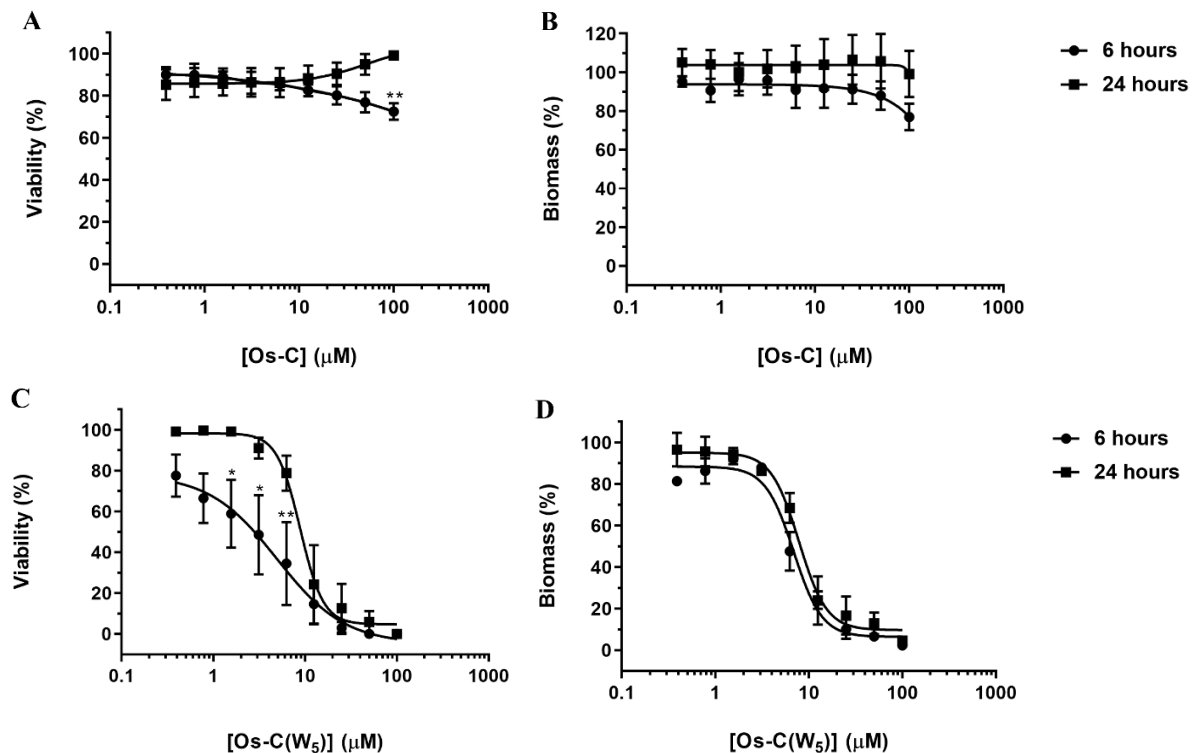 A
Viability (%)
100
80
60
40
20
0
**
0.1 1 10 100 1000
[Os-C] (μM)
B
Biomass (%)
120
100
80
60
40
20
0
0.1 1 10 100 1000
[Os-C] (μM)
6 hours
24 hours
C
Viability (%)
100
80
60
40
20
0
* * **
0.1 1 10 100 1000
[Os-C(W₅)] (μM)
D
Biomass (%)
100
80
60
40
20
0
0.1 1 10 100 1000
[Os-C(W₅)] (μM)
6 hours
24 hours